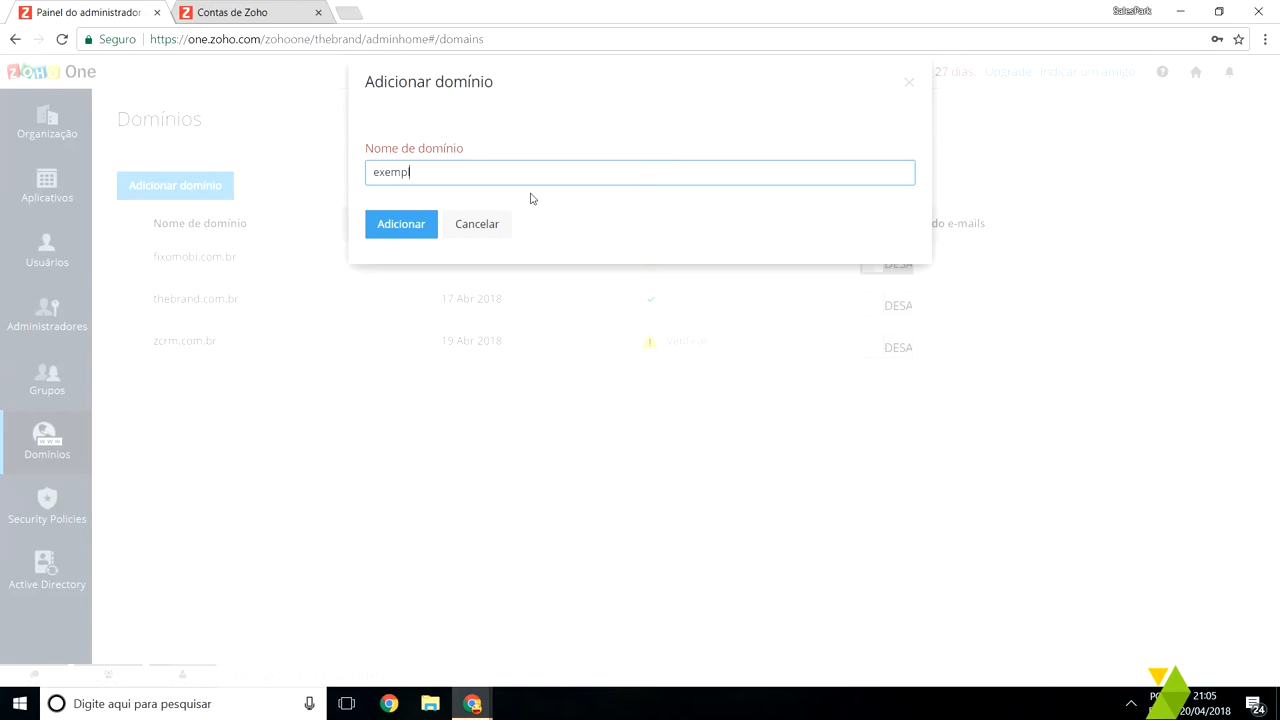 Painel do administrador
Contas de Zoho
SalesPark
Seguro
https://one.zoho.com/zohoone/thebrand/adminhome#/domains
ZOHO One
Adicionar domínio
27 dias.
Upgrade
Indicar um amigo
Organização
Domínios
Nome de domínio
exempl
Aplicativos
Adicionar domínio
Adicionar
Cancelar
Nome de domínio
do e-mails
Usuários
fixomobi.com.br
DESA
thebrand.com.br
17 Abr 2018
DESA
Administradores
zcrm.com.br
19 Abr 2018
Verificar
DESA
Grupos
WWW
Domínios
Security Policies
Active Directory
Digite aqui para pesquisar
21:05
20/04/2018
24